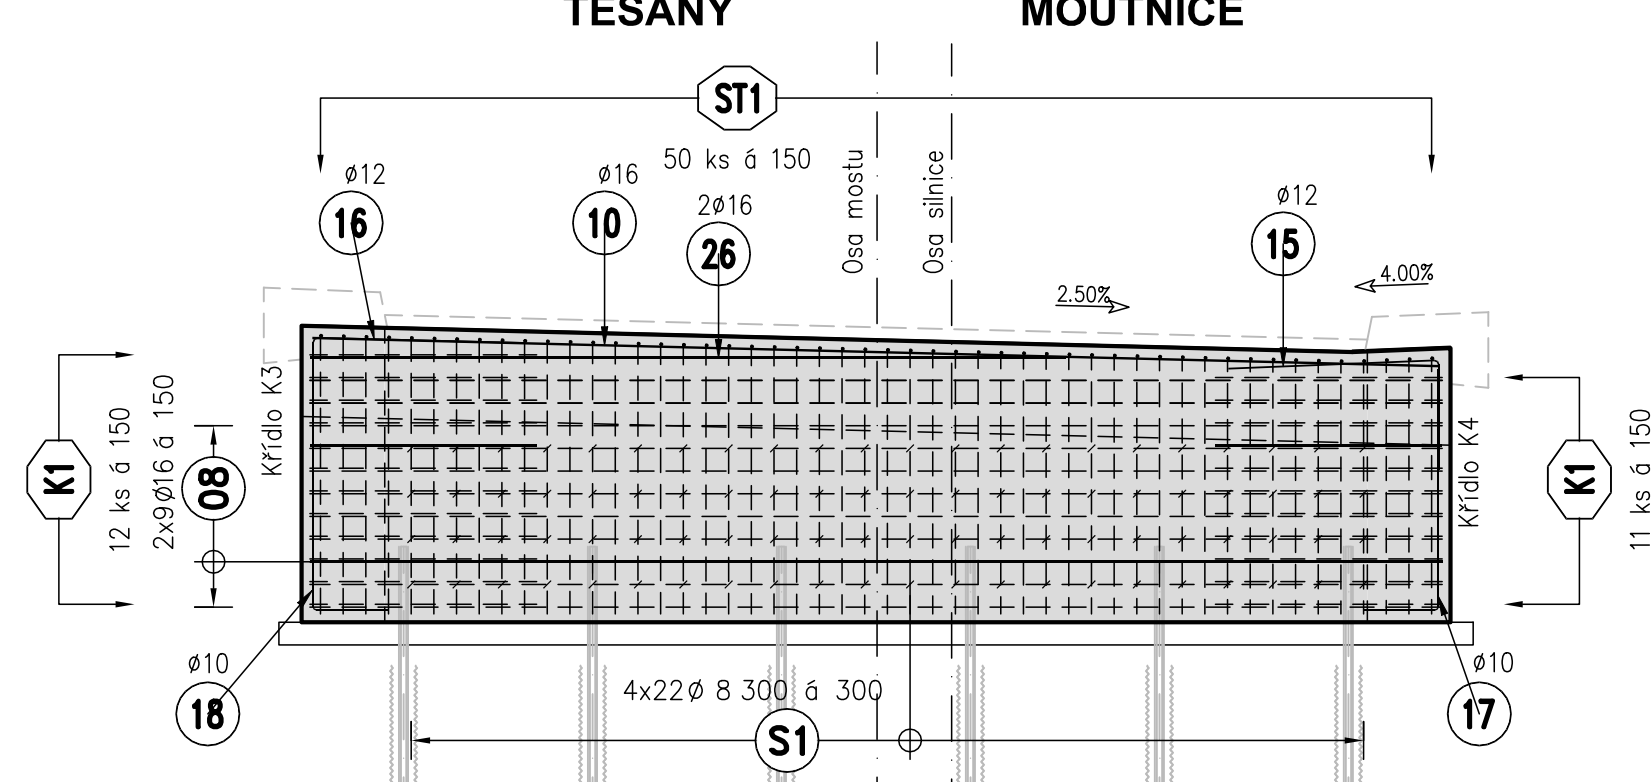 TĚŠANY
MOUTNICE
ST1
50 ks á 150
ø12
16
ø16
10
2ø16
26
Osa mostu
Osa silnice
ø12
15
2.50%
4.00%
K1
12 ks á 150
2x9ø16 á 150
08
Křídlo K3
Křídlo K4
K1
11 ks á 150
ø10
18
4x22ø 8 300 á 300
S1
ø10
17